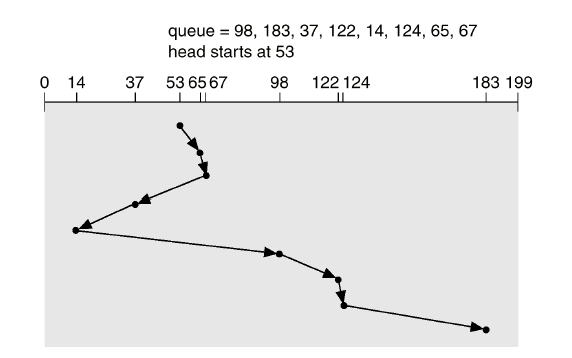 queue = 98, 183, 37, 122, 14, 124, 65, 67
head starts at 53
0 14 37 53 65 67 98 122 124 183 199